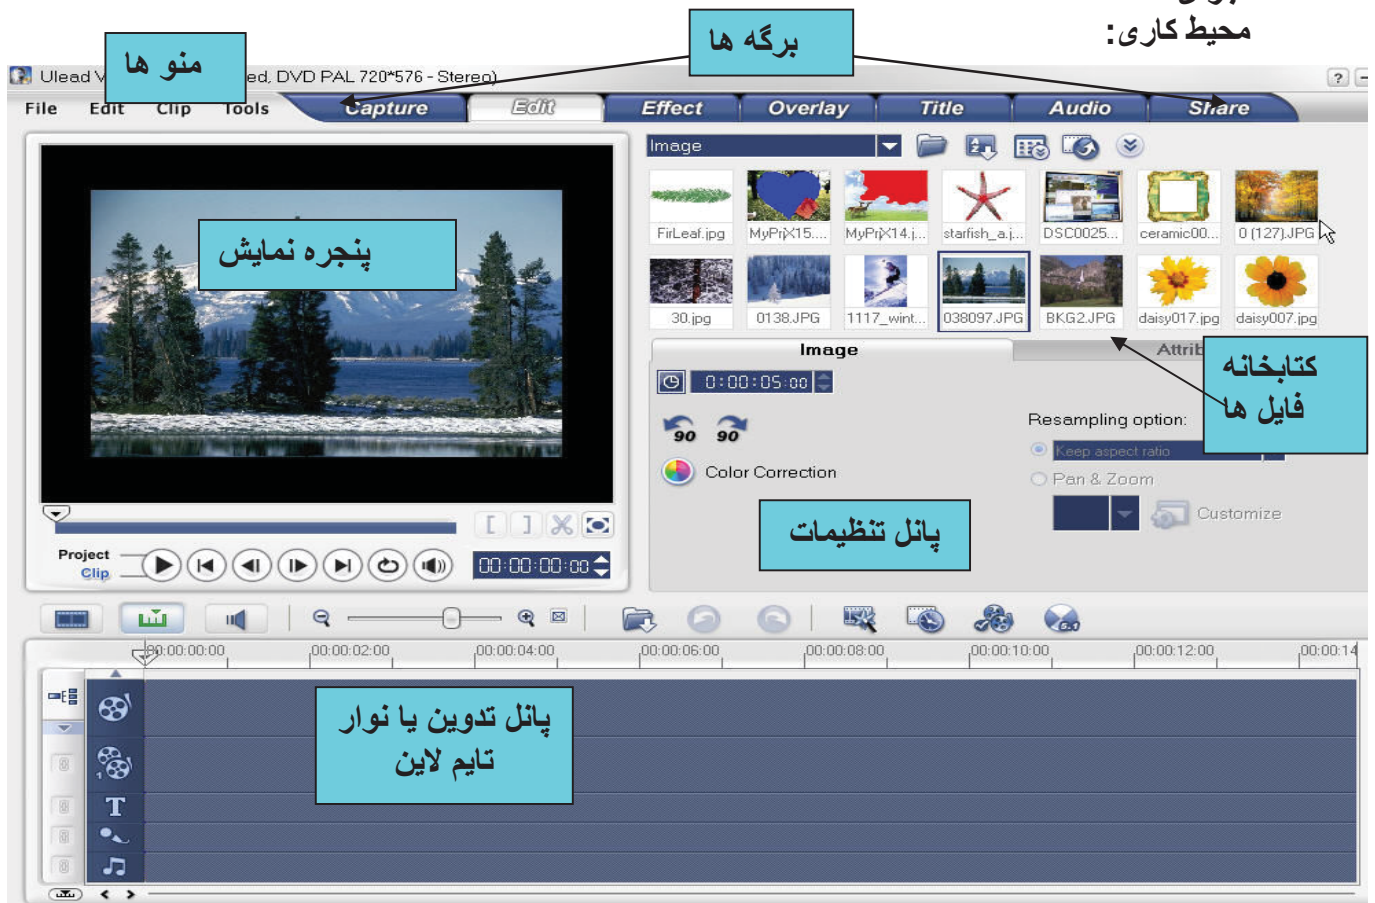 محیط کاری:
برگه ها
منو ها
Ulead V ed, DVD PAL 720*576 - Stereo)
File Edit Clip Tools Capture Edit Effect Overlay Title Audio Share
Image
پنجره نمایش
FirLeaf.jpg MyPrjX15.... MyPrjX14.j... starfish_a.j... DSC0025... ceramic00... 0 (127).JPG
30.jpg 0138.JPG 1117_wint... 038097.JPG BKG2.JPG daisy017.jpg daisy007.jpg
Image Attrib
کتابخانه
فایل ها
0:00:05:00
90 90
Resampling option:
Keep aspect ratio
Color Correction
Pan & Zoom
Customize
پانل تنظیمات
[ ]
Project
Clip
00:00:00:00
5.1
00:00:00:00 00:00:02:00 00:00:04:00 00:00:06:00 00:00:08:00 00:00:10:00 00:00:12:00 00:00:14
پانل تدوین یا نوار
تایم لاین
1
T